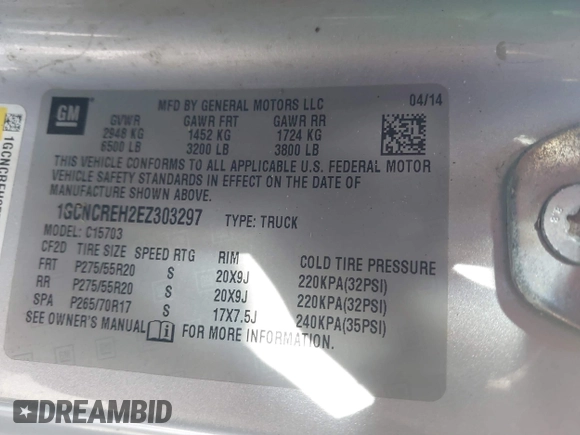 GM
MFD BY GENERAL MOTORS LLC 04/14
GVWR GAWR FRT GAWR RR
2948 KG 1452 KG 1724 KG
6500 LB 3200 LB 3800 LB
THIS VEHICLE CONFORMS TO ALL APPLICABLE U.S. FEDERAL MOTOR
VEHICLE SAFETY STANDARDS IN EFFECT ON THE DATE OF
MANUFACTURE SHOWN ABOVE.
1GCNCREH2EZ303297 TYPE: TRUCK
MODEL: C15703
CF2D TIRE SIZE SPEED RTG RIM COLD TIRE PRESSURE
FRT P275/55R20 S 20X9J 220KPA(32PSI)
RR P275/55R20 S 20X9J 220KPA(32PSI)
SPA P265/70R17 S 17X7.5J 240KPA(35PSI)
SEE OWNER'S MANUAL FOR MORE INFORMATION.
DREAMBID